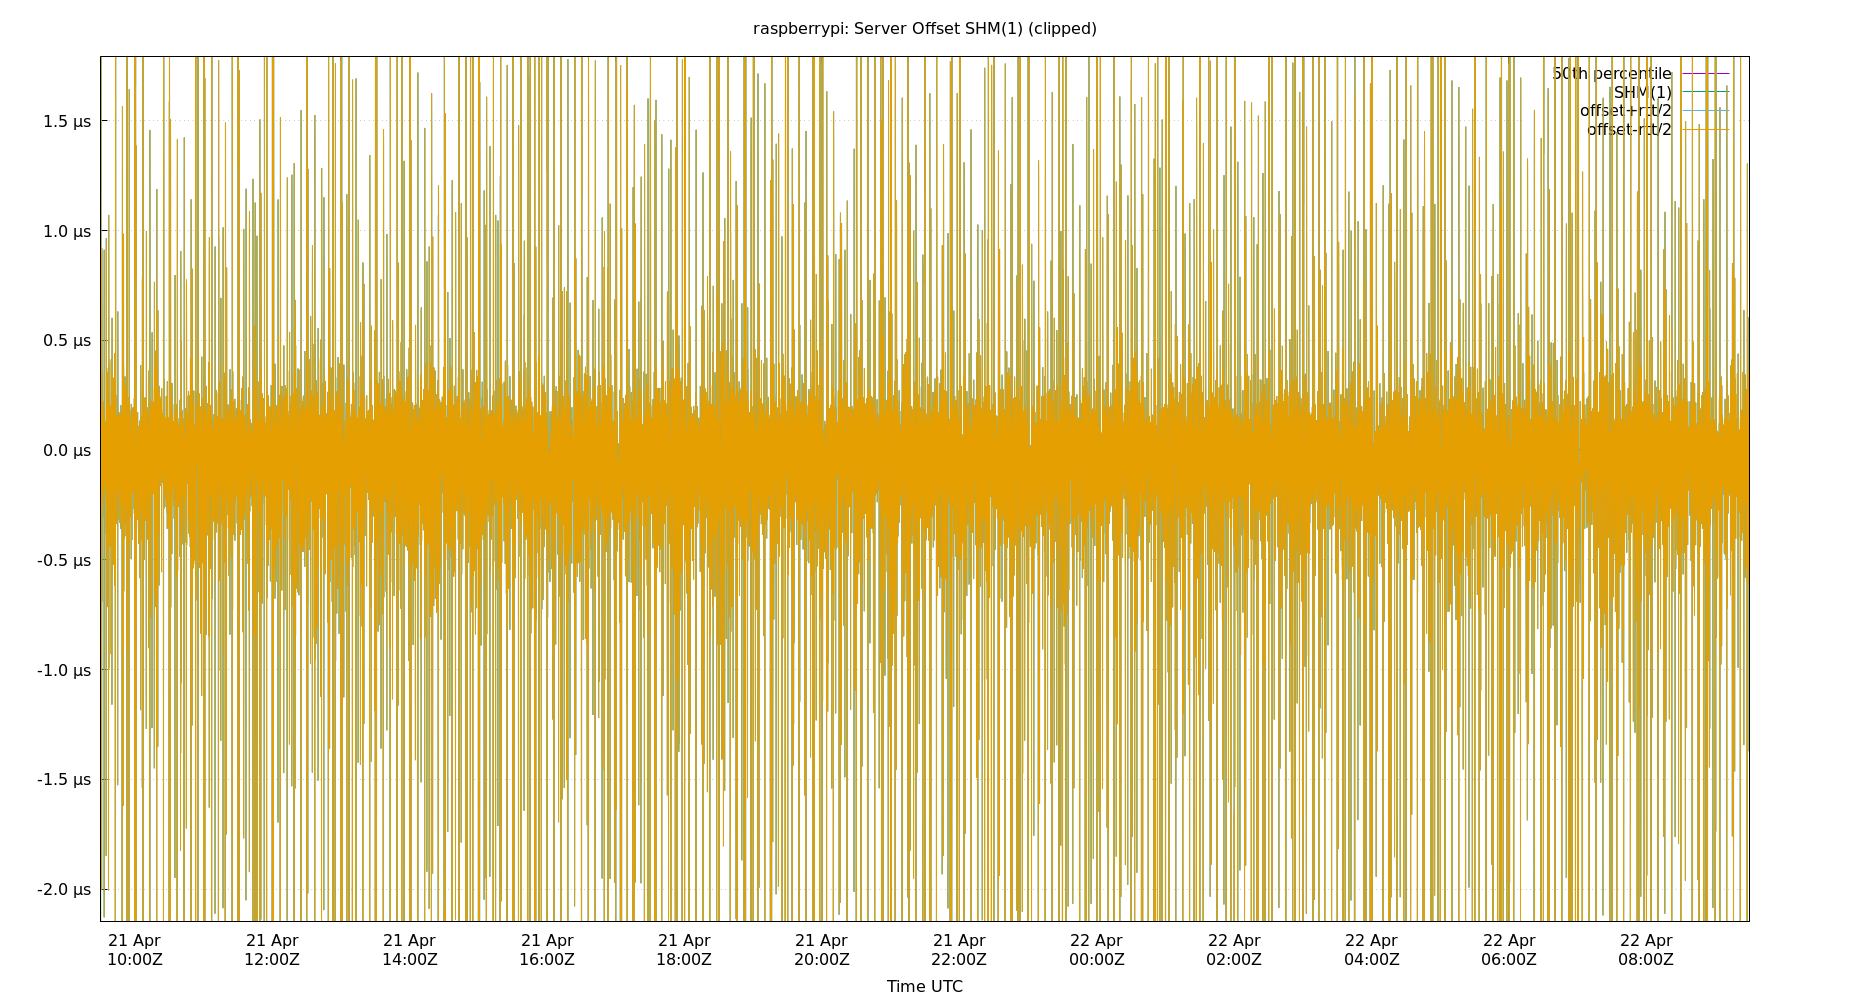 raspberrypi: Server Offset SHM(1) (clipped)
50th percentile
SHM(1)
offset+rtt/2
offset-rtt/2
1.5 µs
1.0 µs
0.5 µs
0.0 µs
-0.5 µs
-1.0 µs
-1.5 µs
-2.0 µs
21 Apr 21 Apr 21 Apr 21 Apr 21 Apr 21 Apr 21 Apr 22 Apr 22 Apr 22 Apr 22 Apr 22 Apr
10:00Z 12:00Z 14:00Z 16:00Z 18:00Z 20:00Z 22:00Z 00:00Z 02:00Z 04:00Z 06:00Z 08:00Z
Time UTC